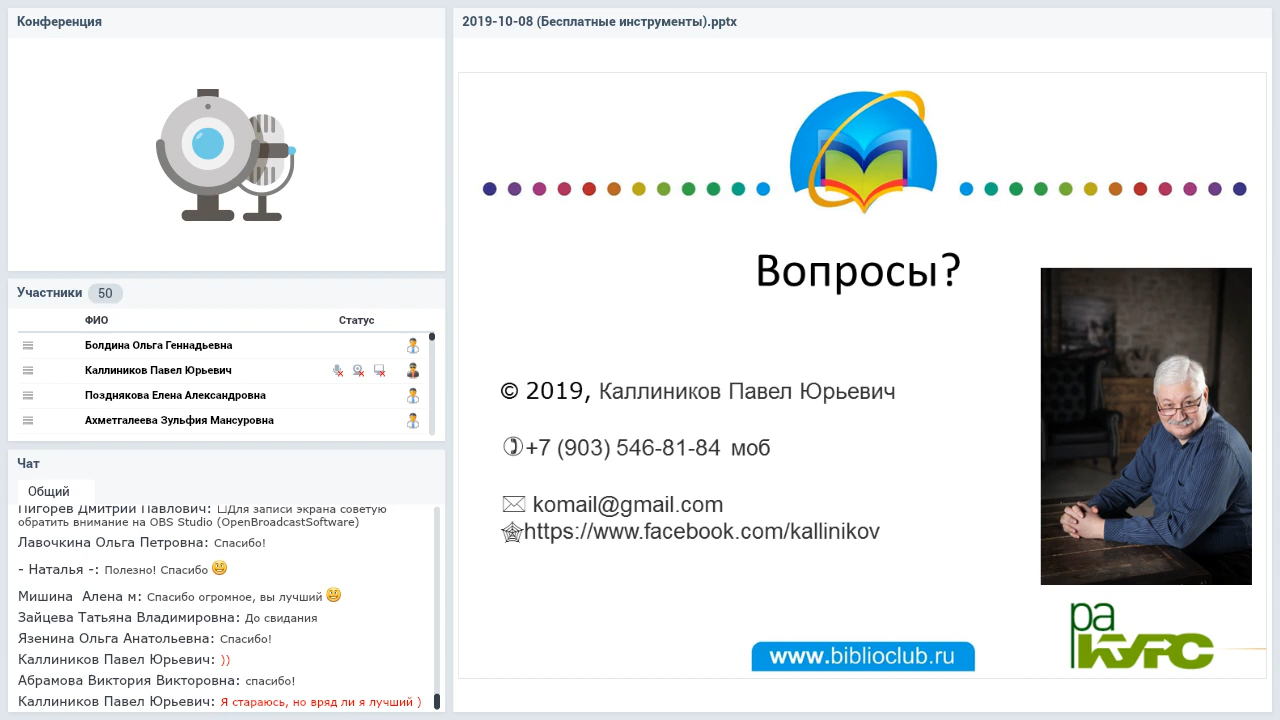 Конференция
Участники 50
ФИО Статус
Болдина Ольга Геннадьевна
Каллиников Павел Юрьевич
Позднякова Елена Александровна
Ахметгалеева Зульфия Мансуровна
Чат
Общий
Пигорев Дмитрий Павлович: Для записи экрана советую
обратить внимание на OBS Studio (OpenBroadcastSoftware)
Лавочкина Ольга Петровна: Спасибо!
- Наталья -: Полезно! Спасибо
Мишина Алена м: Спасибо огромное, вы лучший
Зайцева Татьяна Владимировна: До свидания
Язенина Ольга Анатольевна: Спасибо!
Каллиников Павел Юрьевич: ))
Абрамова Виктория Викторовна: спасибо!
Каллиников Павел Юрьевич: Я стараюсь, но вряд ли я лучший )
2019-10-08 (Бесплатные инструменты).pptx
Вопросы?
© 2019, Каллиников Павел Юрьевич
+7 (903) 546-81-84 моб
komail@gmail.com
https://www.facebook.com/kallinikov
ра
КУРС
www.biblioclub.ru